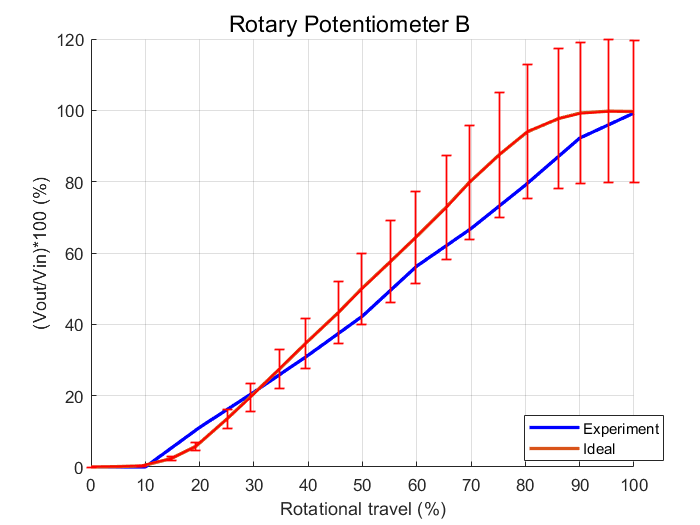 Rotary Potentiometer B
120
100
80
60
40
20
0
(Vout/Vin)*100 (%)
Experiment
Ideal
0 10 20 30 40 50 60 70 80 90 100
Rotational travel (%)